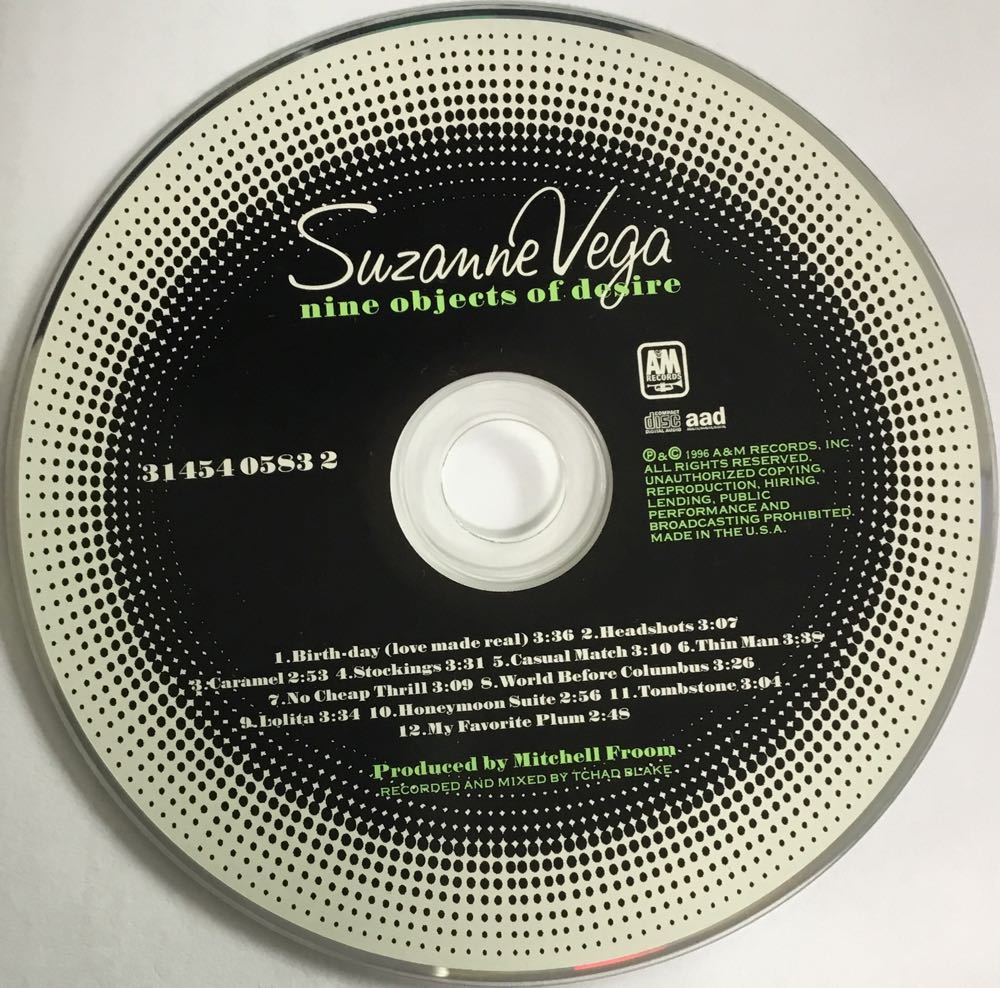 Suzanne Vega
nine objects of desire
A&M
RECORDS
COMPACT
disc aad
DIGITAL AUDIO
31454 0583 2
℗ & © 1996 A&M RECORDS, INC.
ALL RIGHTS RESERVED.
UNAUTHORIZED COPYING,
REPRODUCTION, HIRING,
LENDING, PUBLIC
PERFORMANCE AND
BROADCASTING PROHIBITED.
MADE IN THE U.S.A.
1.Birth-day (love made real) 3:36 2.Headshots 3:07
3.Caramel 2:53 4.Stockings 3:31 5.Casual Match 3:10 6.Thin Man 3:38
7.No Cheap Thrill 3:09 8.World Before Columbus 3:26
9.Lolita 3:34 10.Honeymoon Suite 2:56 11.Tombstone 3:04
12.My Favorite Plum 2:48
Produced by Mitchell Froom
RECORDED AND MIXED BY TCHAD BLAKE